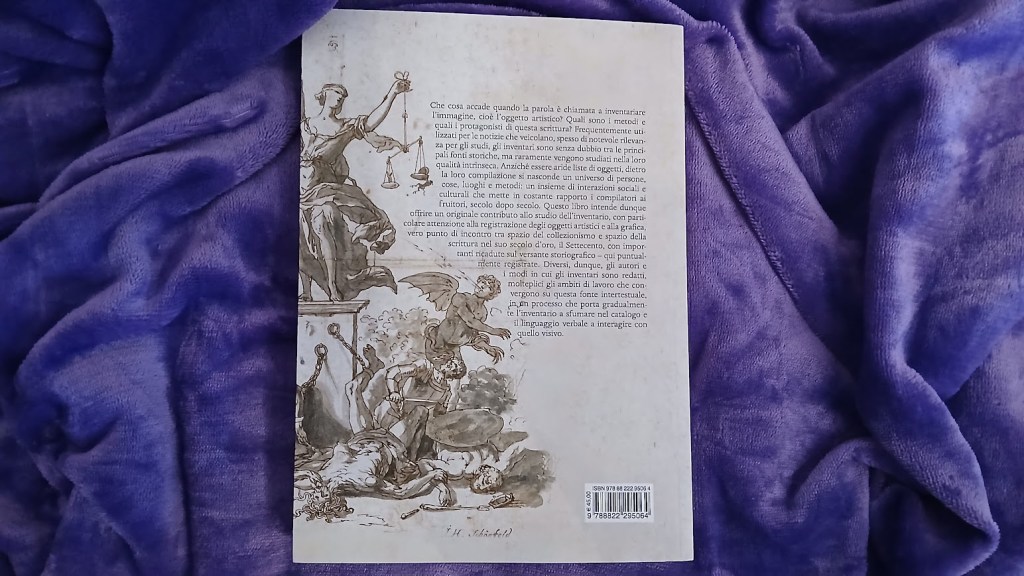 Che cosa accade quando la parola è chiamata a inventariare
l'immagine, cioè l'oggetto artistico? Quali sono i metodi e
quali i protagonisti di questa scrittura? Frequentemente uti-
lizzati per le notizie che veicolano, spesso di notevole rilevan-
za per gli studi, gli inventari sono senza dubbio tra le princi-
pali fonti storiche, ma raramente vengono studiati nella loro
qualità intrinseca. Anziché essere aride liste di oggetti, dietro
la loro compilazione si nasconde un universo di persone,
cose, luoghi e metodi: un insieme di interazioni sociali e
culturali che mette in costante rapporto i compilatori ai
fruitori, secolo dopo secolo. Questo libro intende dunque
offrire un originale contributo allo studio dell'inventario, con parti-
colare attenzione alla registrazione degli oggetti artistici e alla grafica,
vero punto di incontro tra spazio del collezionismo e spazio della
scrittura nel suo secolo d'oro, il Settecento, con impor-
tanti ricadute sul versante storiografico – qui puntual-
mente registrate. Diversi, dunque, gli autori e
i modi in cui gli inventari sono redatti,
molteplici gli ambiti di lavoro che con-
vergono su questa fonte intertestuale,
in un processo che porta gradualmen-
te l'inventario a sfumare nel catalogo e
il linguaggio verbale a interagire con
quello visivo.
ISBN 978 88 222 9506 4
€ 45,00
9 788822 295064